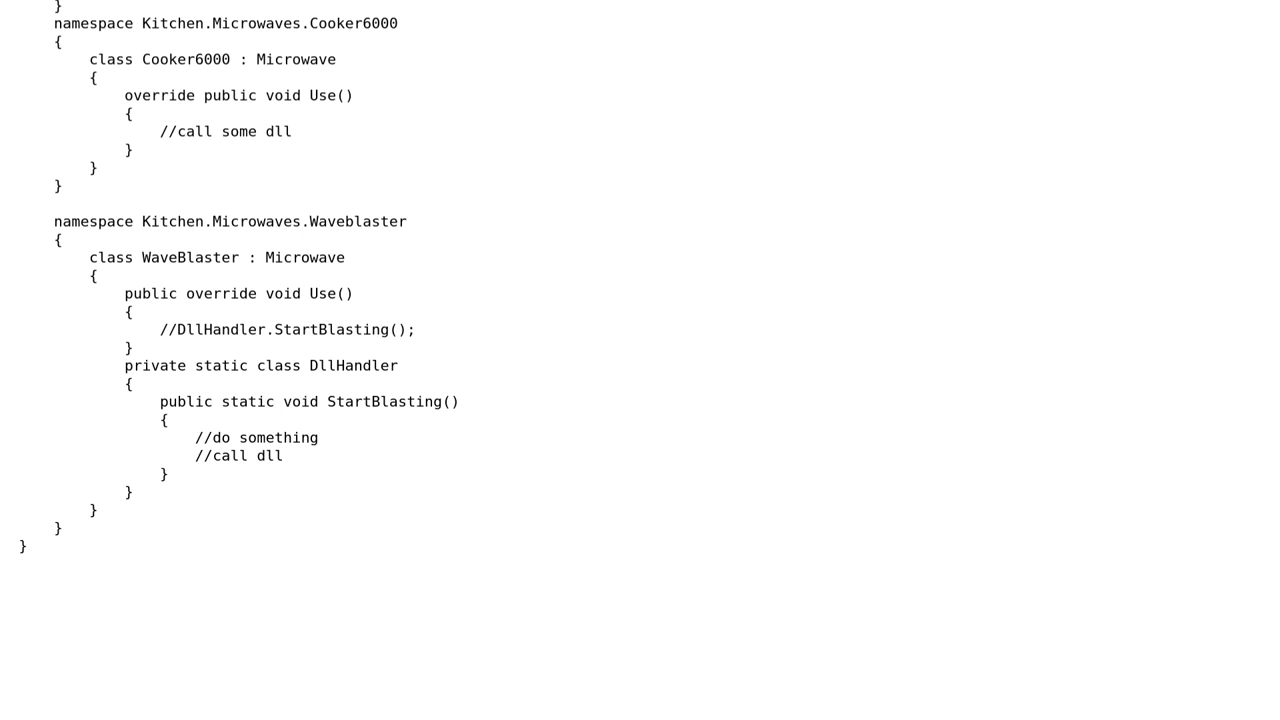 }
    namespace Kitchen.Microwaves.Cooker6000
    {
        class Cooker6000 : Microwave
        {
            override public void Use()
            {
                //call some dll
            }
        }
    }

    namespace Kitchen.Microwaves.Waveblaster
    {
        class WaveBlaster : Microwave
        {
            public override void Use()
            {
                //DllHandler.StartBlasting();
            }
            private static class DllHandler
            {
                public static void StartBlasting()
                {
                    //do something
                    //call dll
                }
            }
        }
    }
}